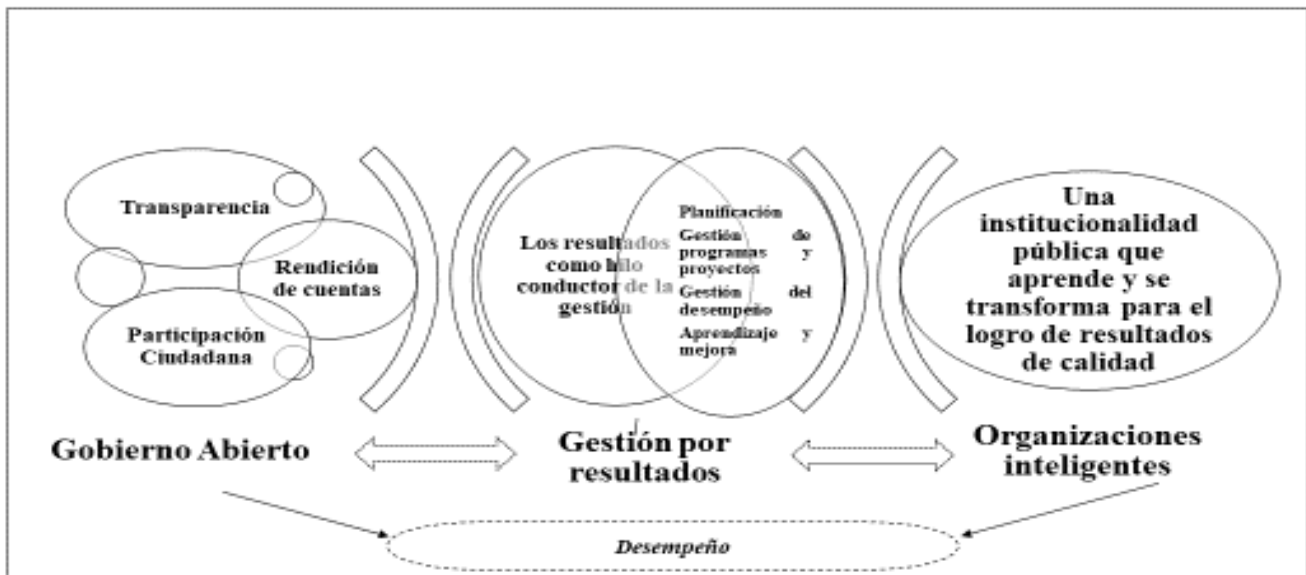 Transparencia
Rendición
de cuentas
Participación
Ciudadana
Gobierno Abierto
Los resultados
como hilo
conductor de la
gestión
Planificación
Gestión de
programas y
proyectos
Gestión del
desempeño
Aprendizaje y
mejora
Gestión por
resultados
Una
institucionalidad
pública que
aprende y se
transforma para el
logro de resultados
de calidad
Organizaciones
inteligentes
Desempeño